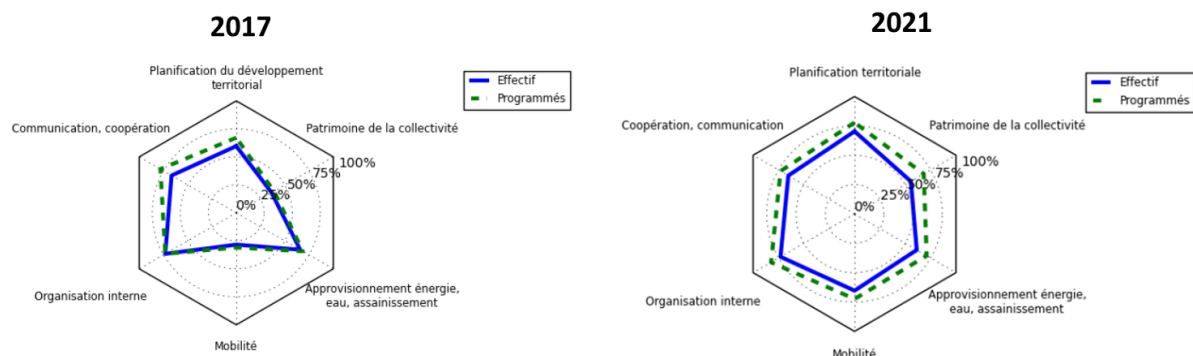 2017
Planification du développement
territorial
Effectif
Programmés
Communication, coopération
Patrimoine de la collectivité
100%
75%
50%
25%
0%
Organisation interne
Approvisionnement énergie,
eau, assainissement
Mobilité
2021
Planification territoriale
Effectif
Programmés
Coopération, communication
Patrimoine de la collectivité
100%
75%
50%
25%
0%
Organisation interne
Approvisionnement énergie,
eau, assainissement
Mobilité